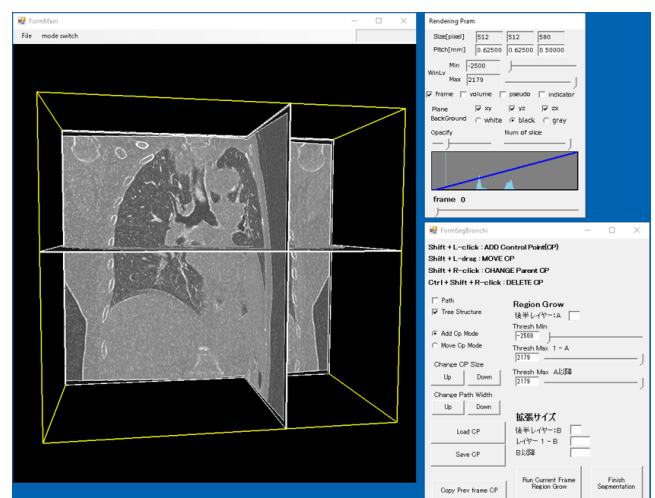 FormMain
File mode switch
Rendering Pram
Size[pixel] 512 512 580
Pitch[mm] 0.62500 0.62500 0.50000
WinLv Min -2500
Max 2179
frame volume pseudo indicator
Plane xy yz zx
BackGround white black gray
Opacify Num of slice
frame 0
FormSegBronchi
Shift + L-click : ADD Control Point(CP)
Shift + L-drag : MOVE CP
Shift + R-click : CHANGE Parent CP
Ctrl + Shift + R-click : DELETE CP
Path
Tree Structure
Add Cp Mode
Move Cp Mode
Change CP Size
Up Down
Change Path Width
Up Down
Load CP
Save CP
Copy Prev frame CP
Region Grow
後半レイヤー:A
Thresh Min
-2500
Thresh Max 1 - A
2179
Thresh Max A以降
2179
拡張サイズ
後半レイヤー:B
レイヤー 1 - B
B以降
Run Current Frame
Region Grow
Finish
Segmentation